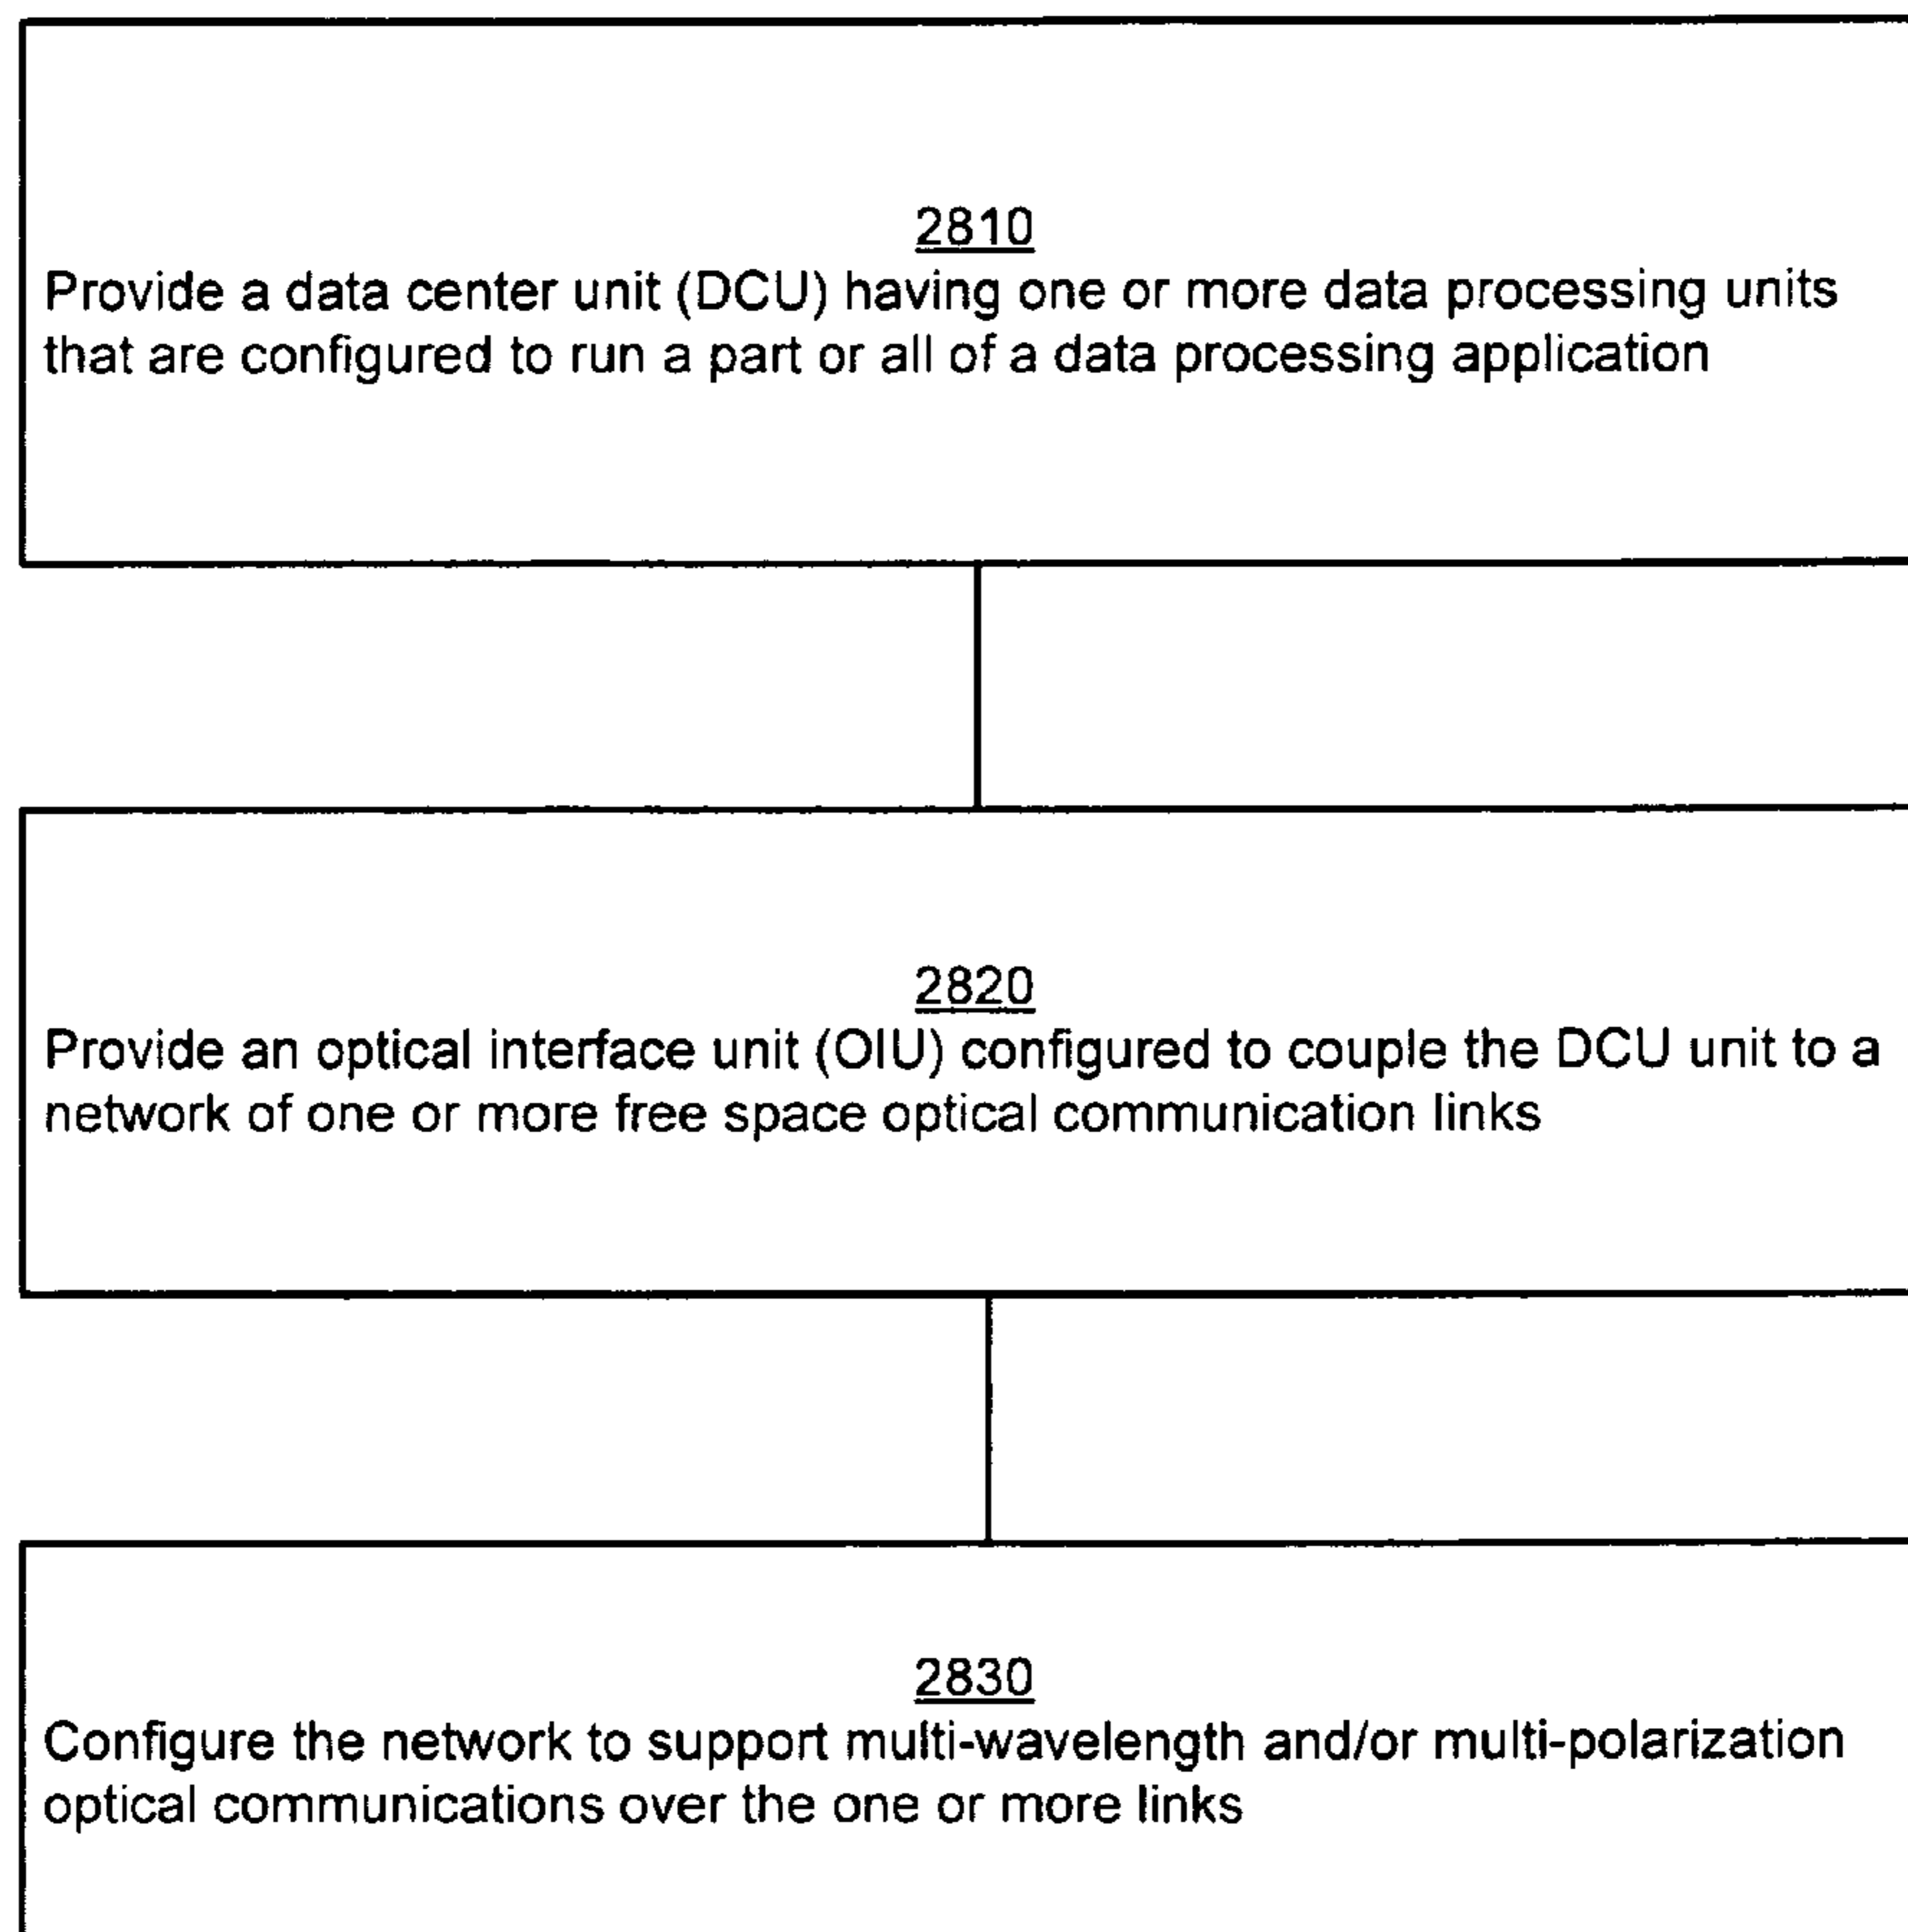 2810
Provide a data center unit (DCU) having one or more data processing units
that are configured to run a part or all of a data processing application
2820
Provide an optical interface unit (OIU) configured to couple the DCU unit to a
network of one or more free space optical communication links
2830
Configure the network to support multi-wavelength and/or multi-polarization
optical communications over the one or more links